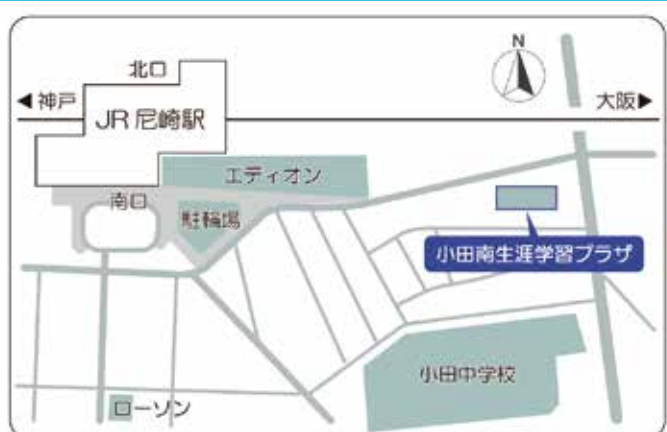 北口
N
◀神戸
大阪▶
JR尼崎駅
エディオン
南口
駐輪場
小田南生涯学習プラザ
小田中学校
ローソン